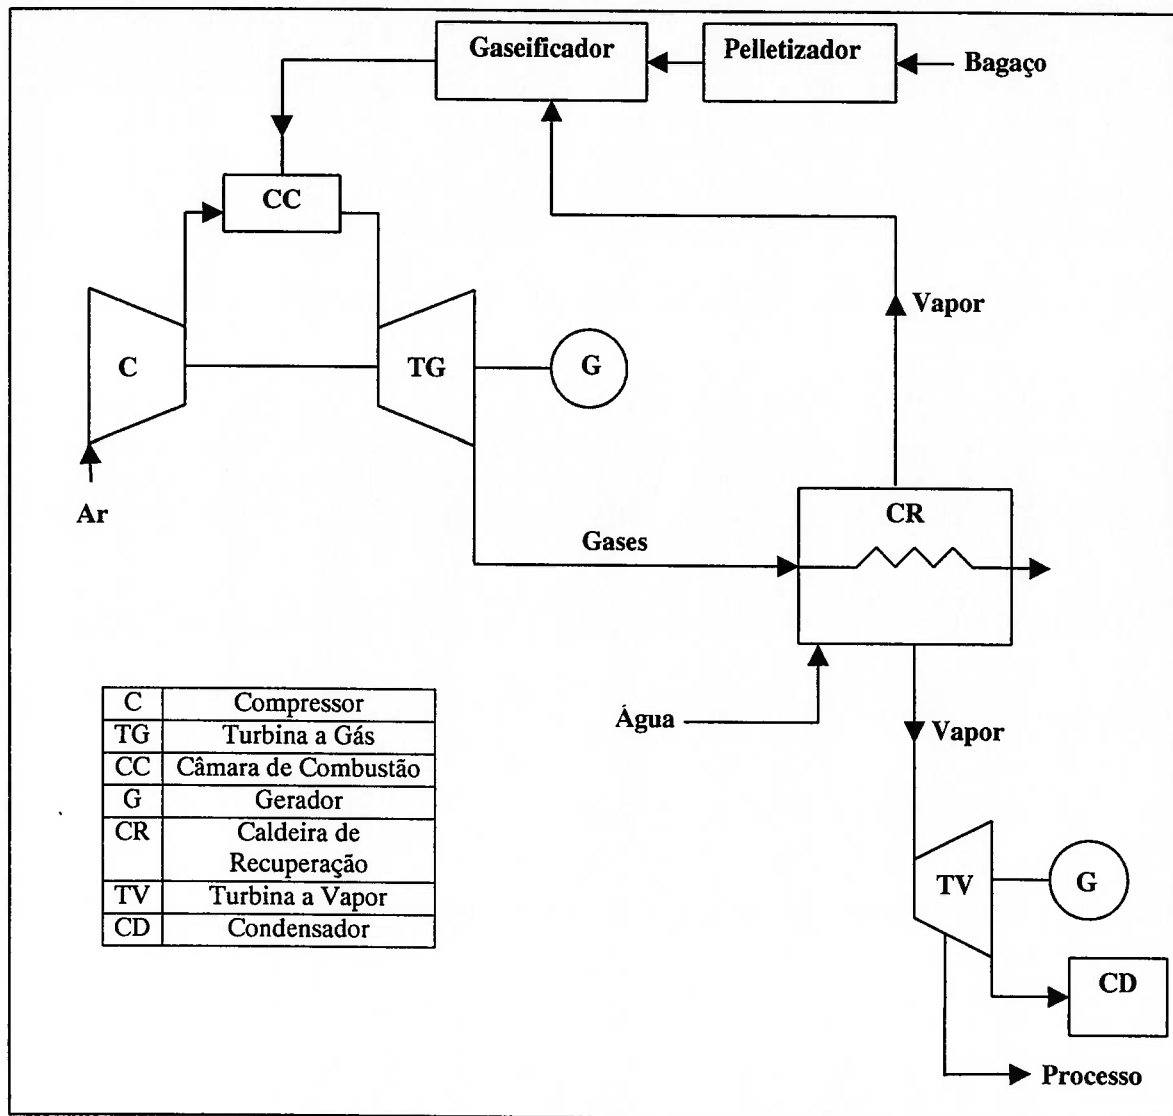 Gaseificador
Pelletizador
Bagaço
CC
Vapor
C
TG
G
CR
Ar
Gases
Água
Vapor
C Compressor
TG Turbina a Gás
CC Câmara de Combustão
G Gerador
CR Caldeira de
Recuperação
TV Turbina a Vapor
CD Condensador
TV
G
CD
Processo